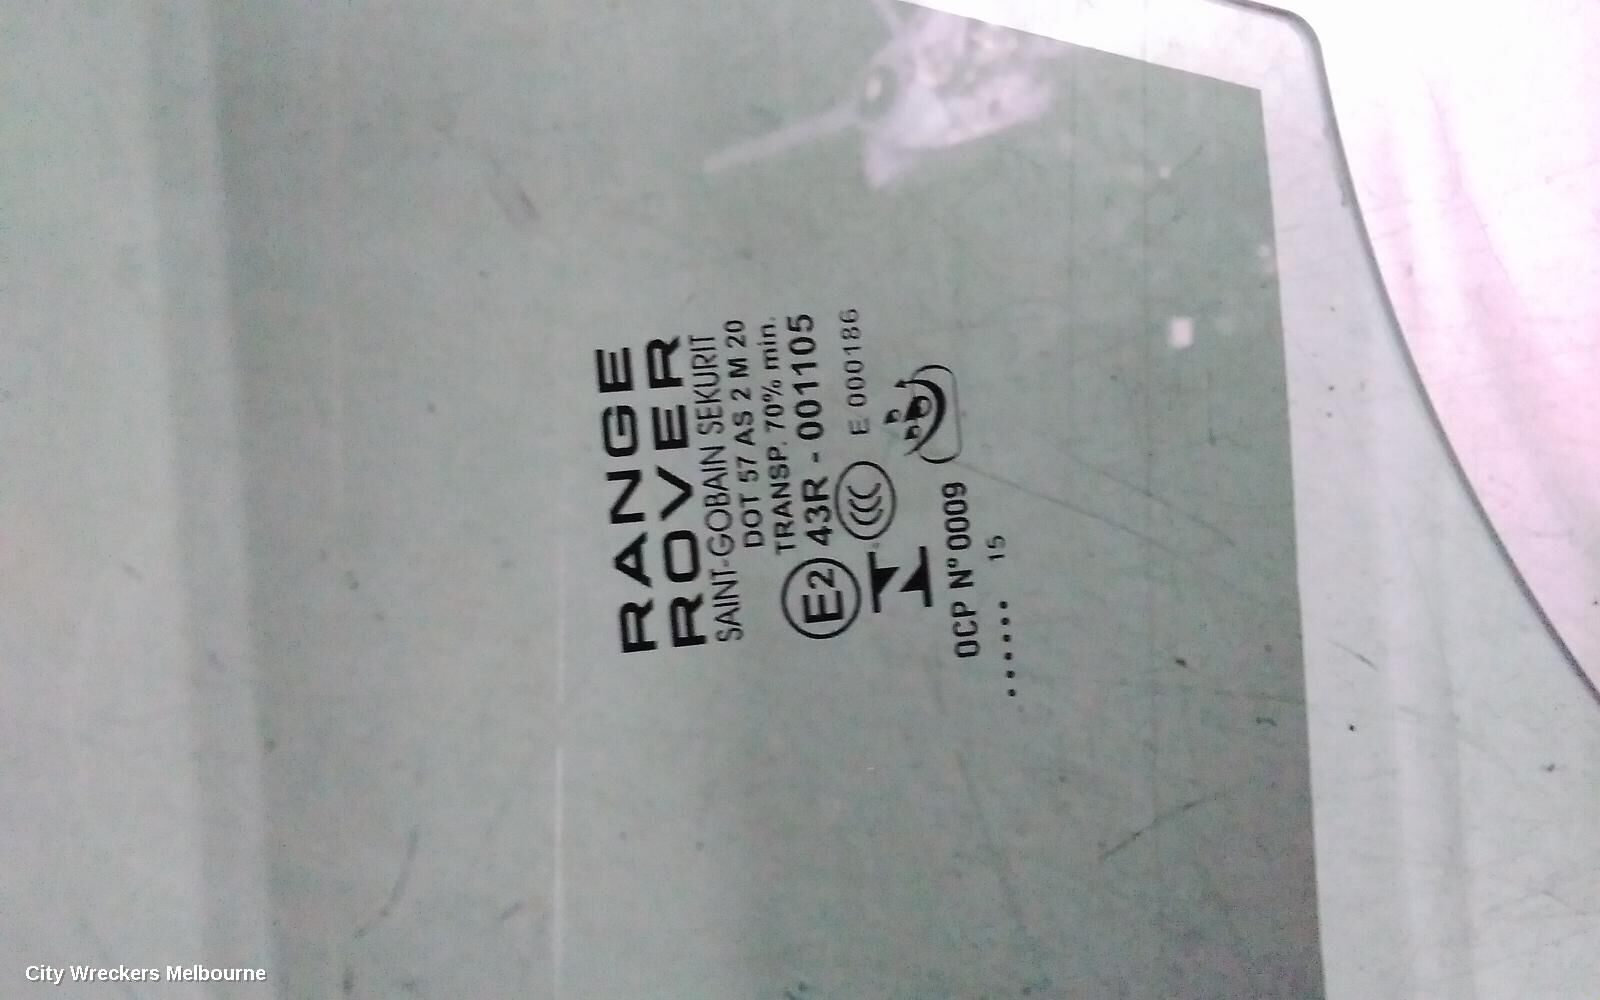 RANGE
ROVER
SAINT-GOBAIN SEKURIT
DOT 57 AS 2 M 20
TRANSP. 70% min.
E2 43R - 001105
E 000186
OCP Nº 0009
...... 15
City Wreckers Melbourne